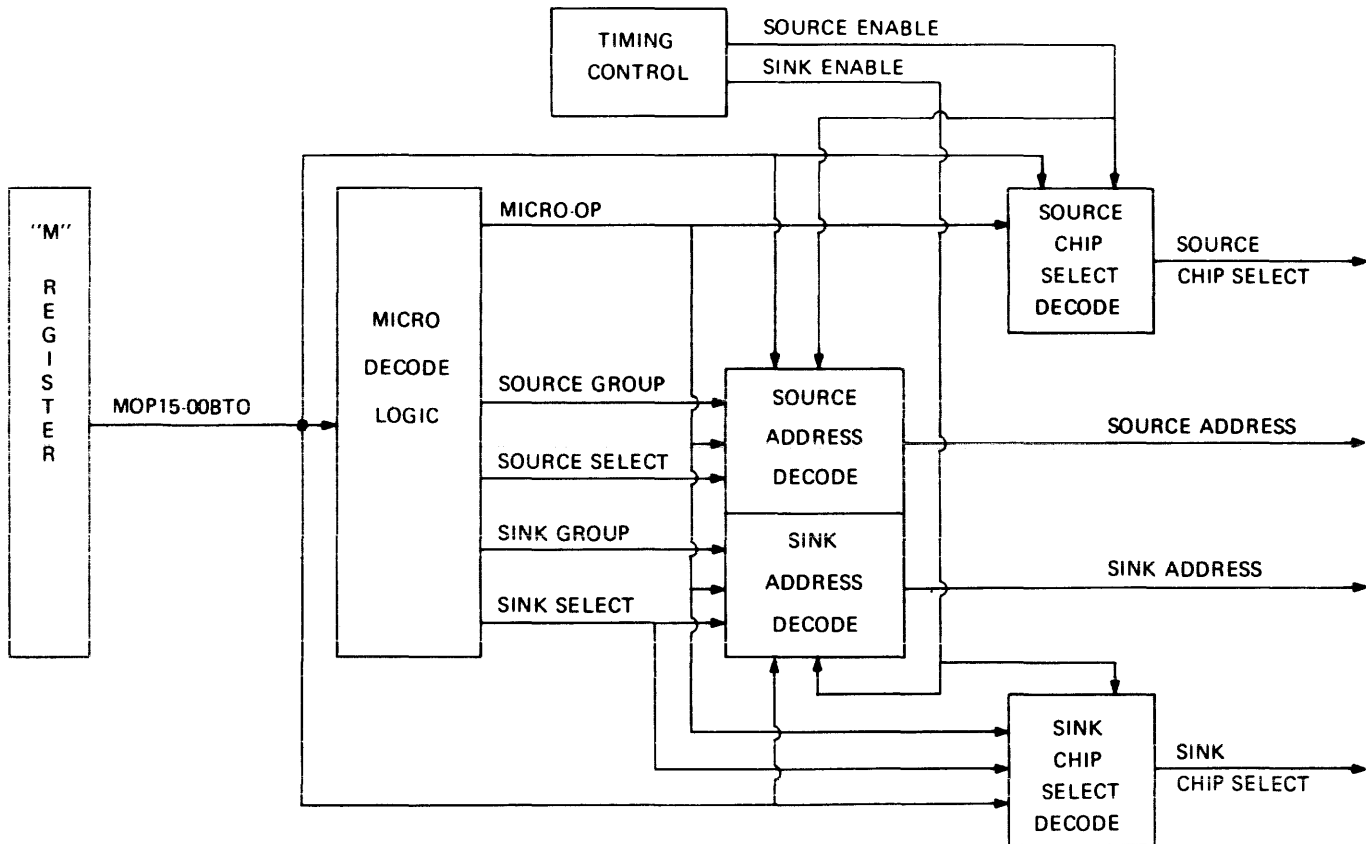 TIMING
CONTROL
SOURCE ENABLE
SINK ENABLE
"M"
REGISTER
MOP15-00BTO
MICRO
DECODE
LOGIC
MICRO-OP
SOURCE GROUP
SOURCE SELECT
SINK GROUP
SINK SELECT
SOURCE
ADDRESS
DECODE
SINK
ADDRESS
DECODE
SOURCE
CHIP
SELECT
DECODE
SOURCE
CHIP SELECT
SOURCE ADDRESS
SINK ADDRESS
SINK
CHIP
SELECT
DECODE
SINK
CHIP SELECT